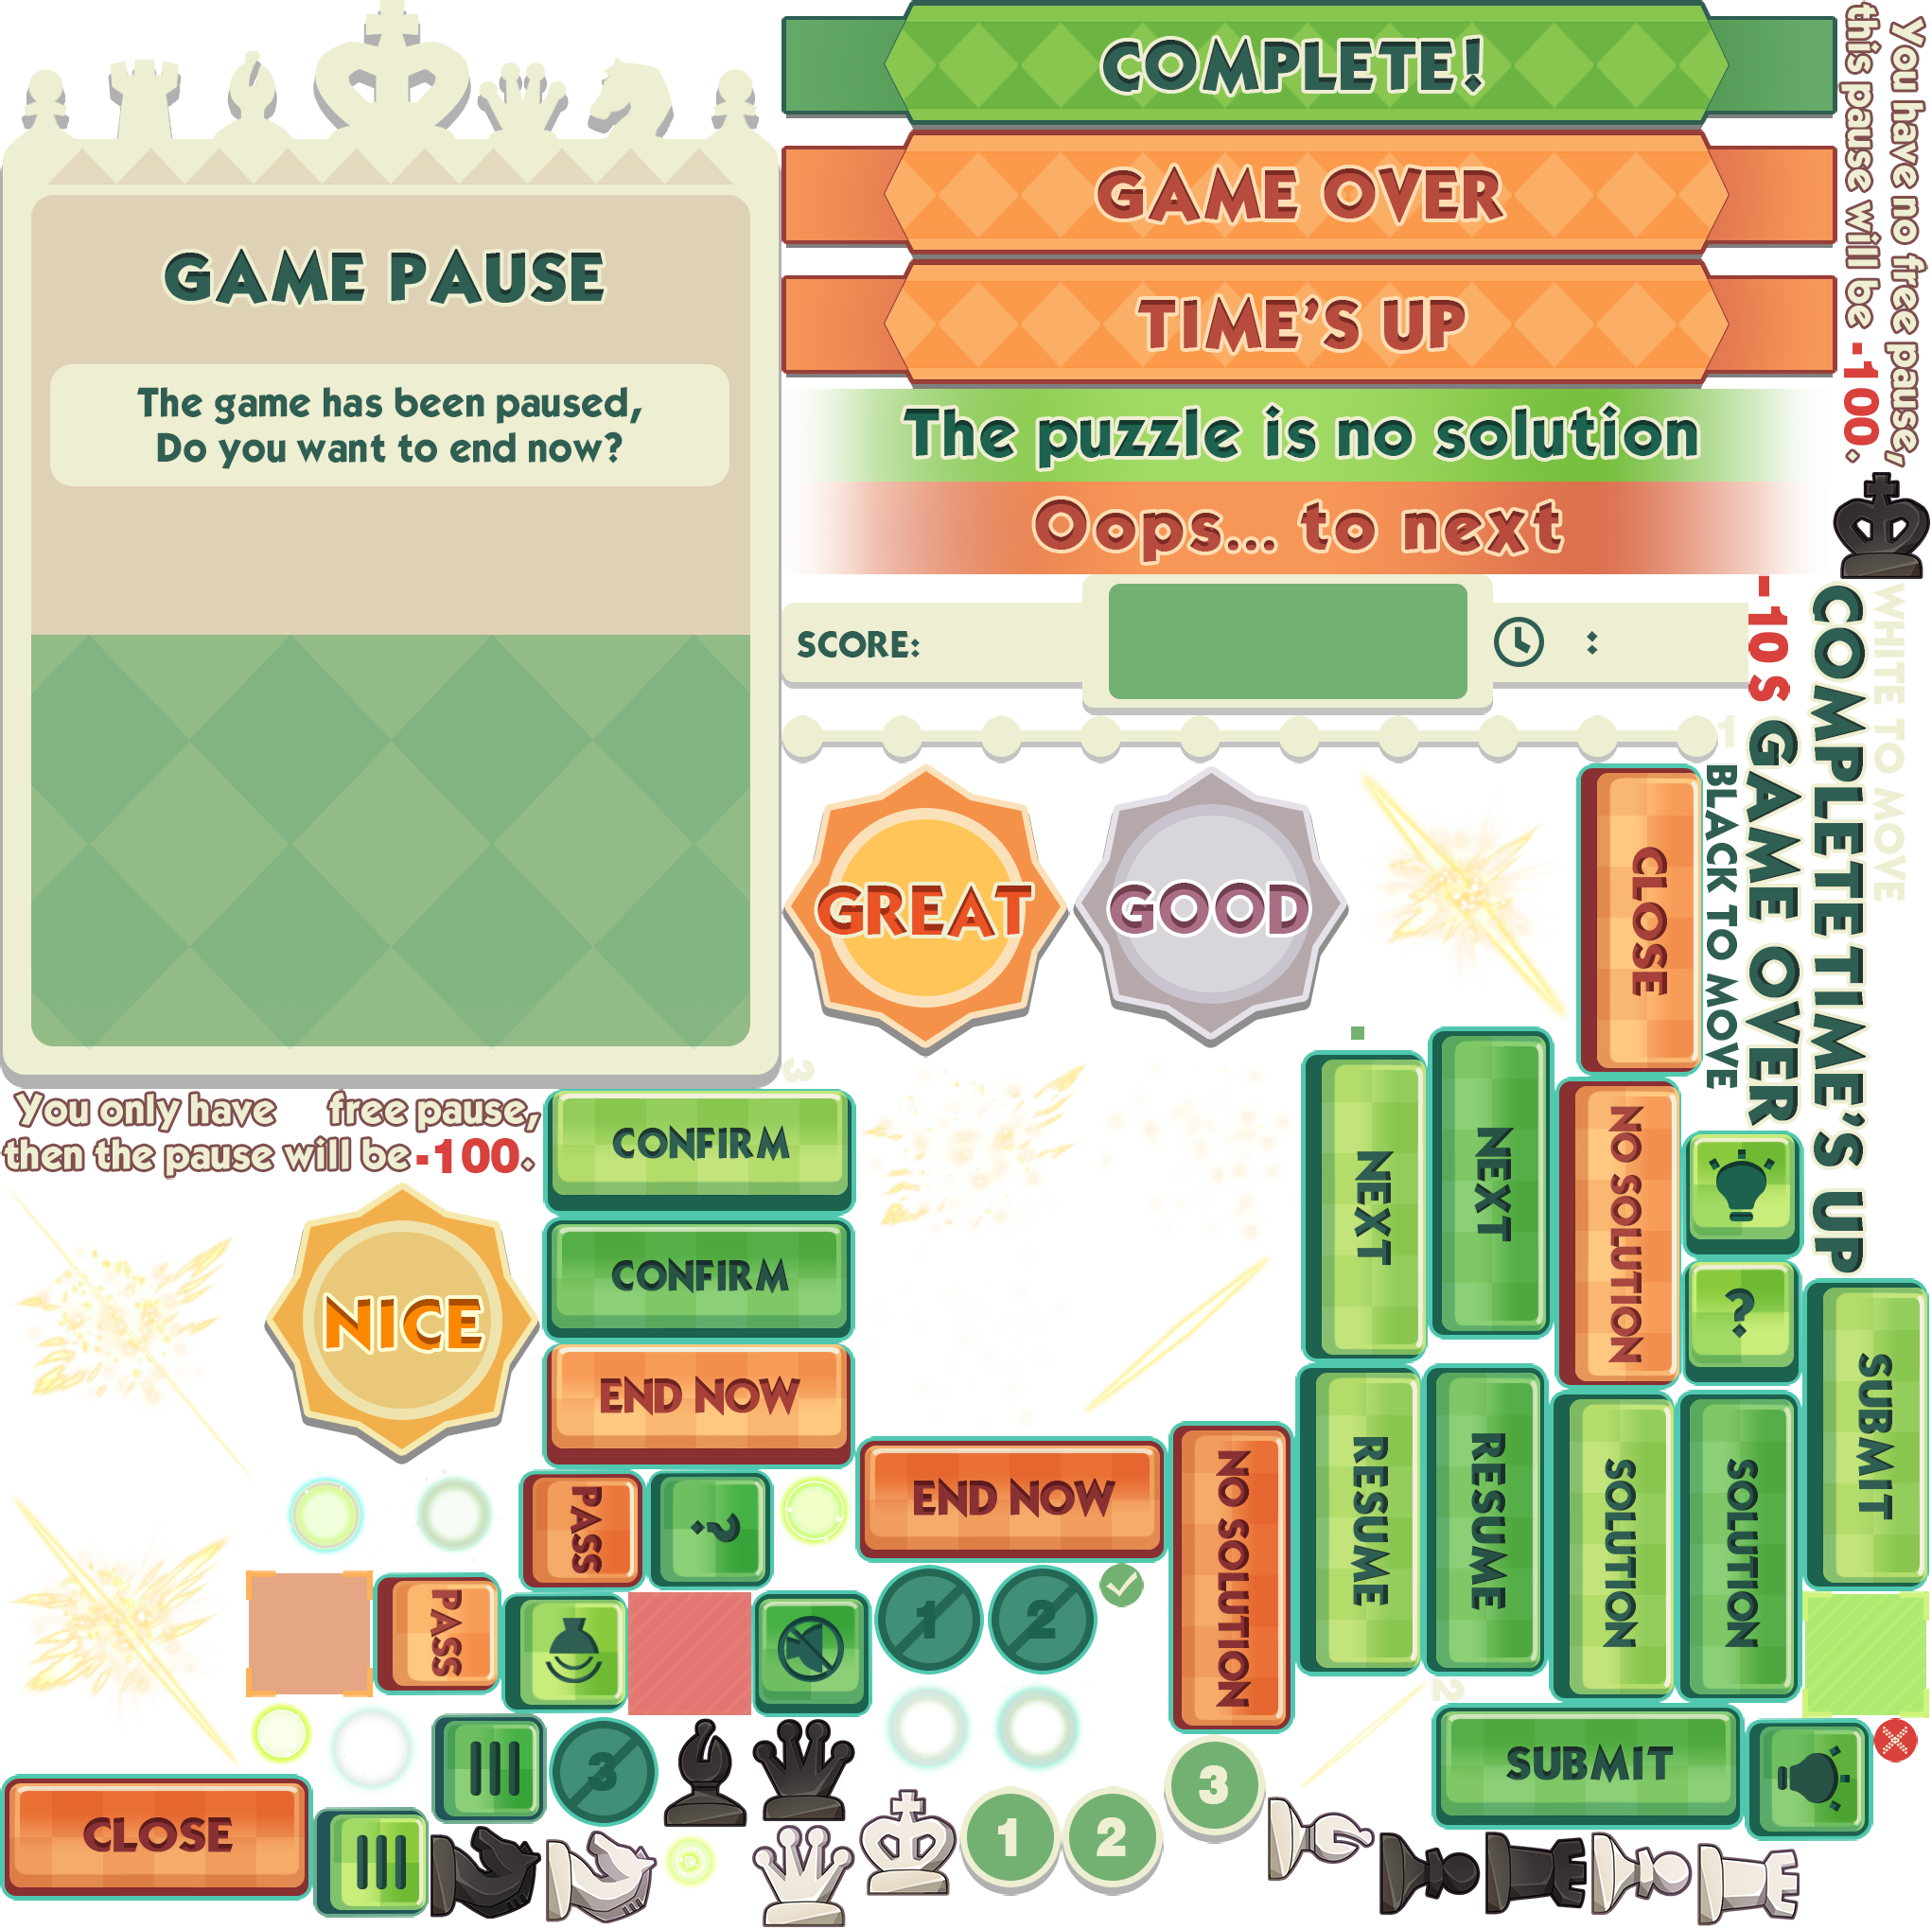 COMPLETE!
GAME OVER
TIME'S UP
The puzzle is no solution
Oops... to next
You have no free pause,
this pause will be -100.
GAME PAUSE
The game has been paused,
Do you want to end now?
SCORE:
:
-10 S
WHITE TO MOVE
COMPLETE
TIME'S UP
GAME OVER
1
BLACK TO MOVE
GREAT
GOOD
CLOSE
3
You only have free pause,
then the pause will be -100.
CONFIRM
CONFIRM
END NOW
NICE
NEXT
NEXT
NO SOLUTION
?
SUBMIT
END NOW
NO SOLUTION
RESUME
RESUME
SOLUTION
SOLUTION
PASS
?
PASS
1
2
2
3
SUBMIT
CLOSE
1
2
3